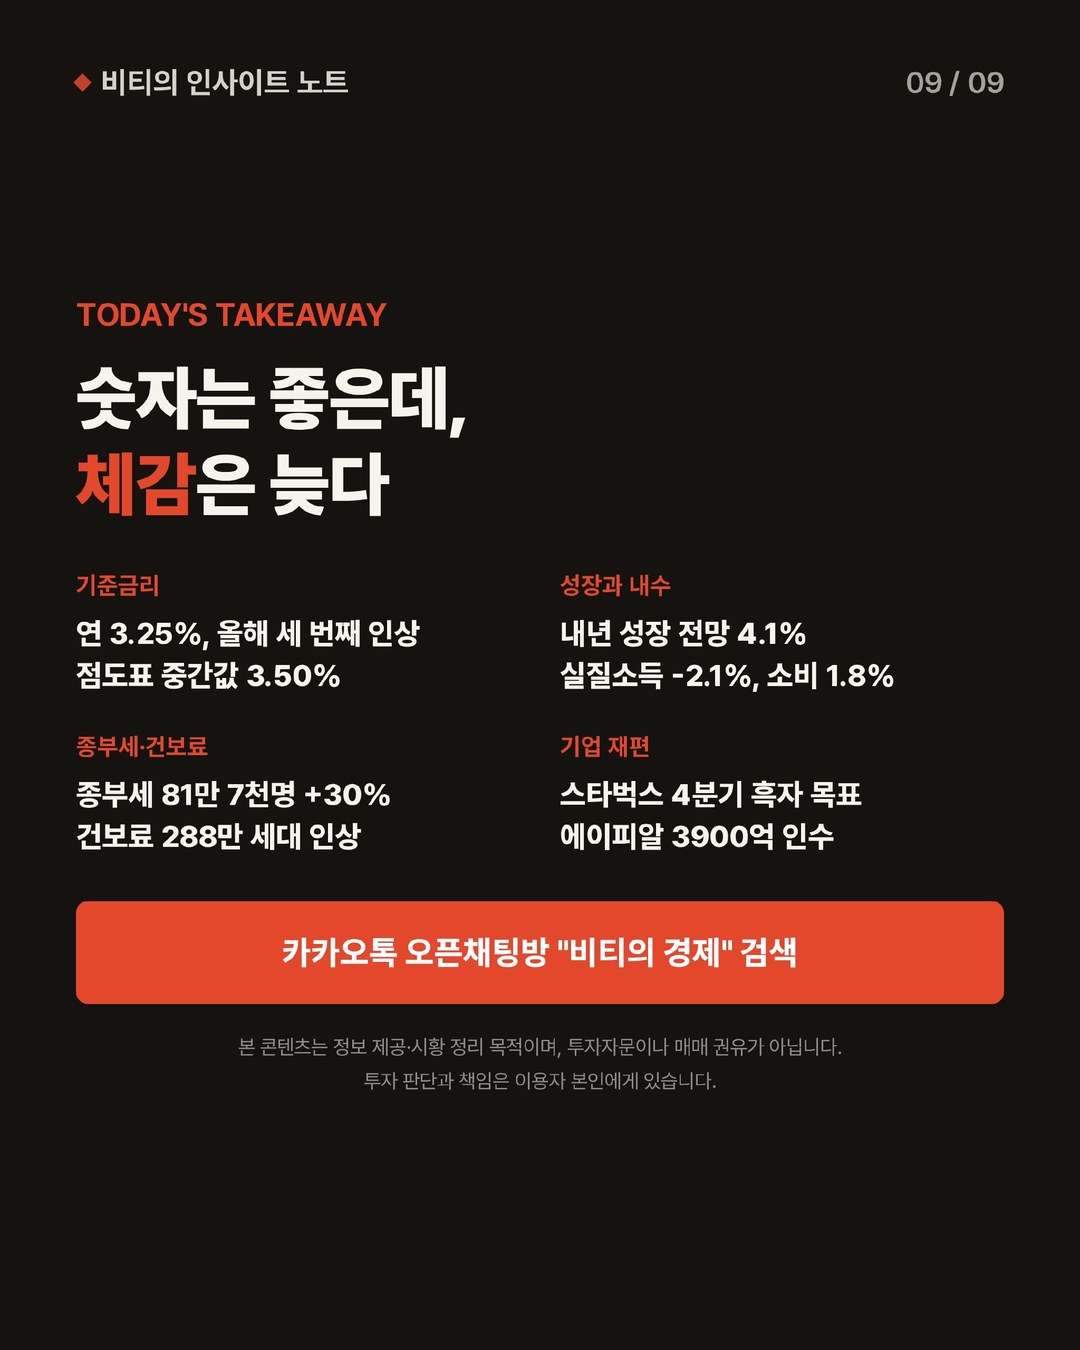 ◆ 비티의 인사이트 노트
09 / 09
TODAY'S TAKEAWAY
숫자는 좋은데,
체감은 늦다
기준금리
연 3.25%, 올해 세 번째 인상
점도표 중간값 3.50%
성장과 내수
내년 성장 전망 4.1%
실질소득 -2.1%, 소비 1.8%
종부세·건보료
종부세 81만 7천명 +30%
건보료 288만 세대 인상
기업 재편
스타벅스 4분기 흑자 목표
에이피알 3900억 인수
카카오톡 오픈채팅방 "비티의 경제" 검색
본 콘텐츠는 정보 제공·시황 정리 목적이며, 투자자문이나 매매 권유가 아닙니다.
투자 판단과 책임은 이용자 본인에게 있습니다.